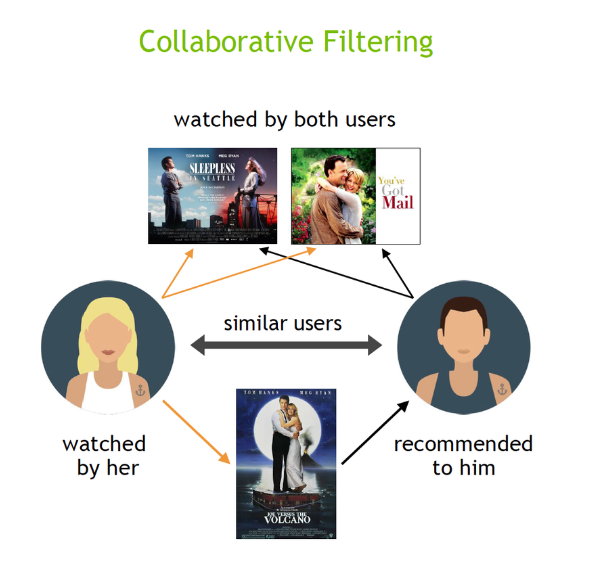 Collaborative Filtering
watched by both users
TOM HANKS MEG RYAN
SLEEPLESS
IN SEATTLE
You've
Got
Mail
similar users
TOM HANKS MEG RYAN
JOE VERSUS THE
VOLCANO
watched
by her
recommended
to him